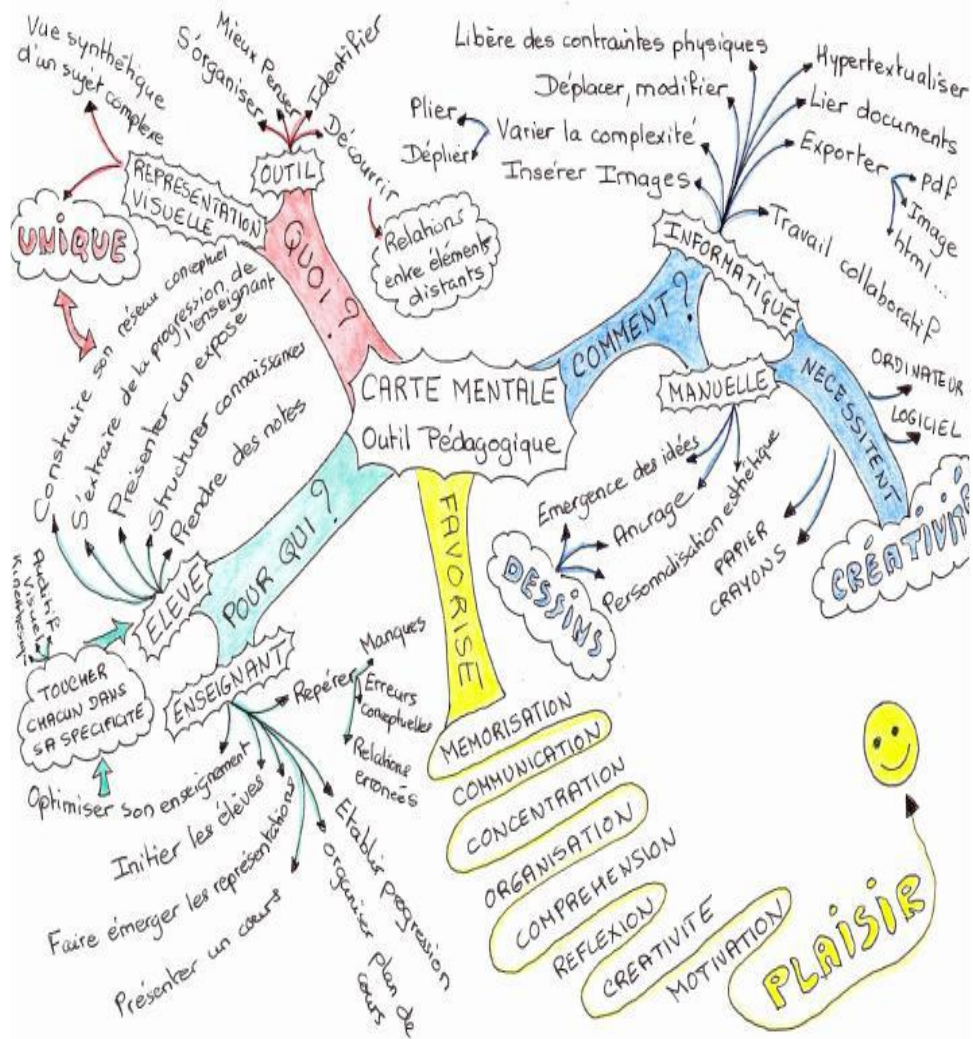 CARTE MENTALE
Outil Pédagogique
QUOI ?
REPRESENTATION
VISUELLE
Vue synthétique
d'un sujet complexe
UNIQUE
OUTIL
S'organiser
Mieux Penser
Identifier
Découvrir
Relations
entre éléments
distants
COMMENT ?
INFORMATIQUE
Libère des contraintes physiques
Déplacer, modifier
Varier la complexité
Plier
Déplier
Insérer Images
Hypertextualiser
Lier documents
Exporter
pdf
Image
html ...
Travail collaboratif
MANUELLE
Emergence des idées
Ancrage
Personnalisation esthétique
DESSINS
NECESSITENT
ORDINATEUR
LOGICIEL
PAPIER
CRAYONS
CRÉATIVITÉ
POUR QUI ?
ELEVE
Construire son réseau conceptuel
S'extraire de la progression de
l'enseignant
Présenter un exposé
Structurer connaissances
Prendre des notes
Auditif
Visuel
TOUCHER
CHACUN DANS
SA SPECIFICITÉ
ENSEIGNANT
Repérer
Manques
Erreurs
conceptuelles
Relations
erronées
Optimiser son enseignement
Initier les élèves
Faire émerger les représentations
Présenter un cours
organiser plan de
cours
Etablir progression
FAVORISE
MEMORISATION
COMMUNICATION
CONCENTRATION
ORGANISATION
COMPREHENSION
REFLEXION
CREATIVITE
MOTIVATION
PLAISIR